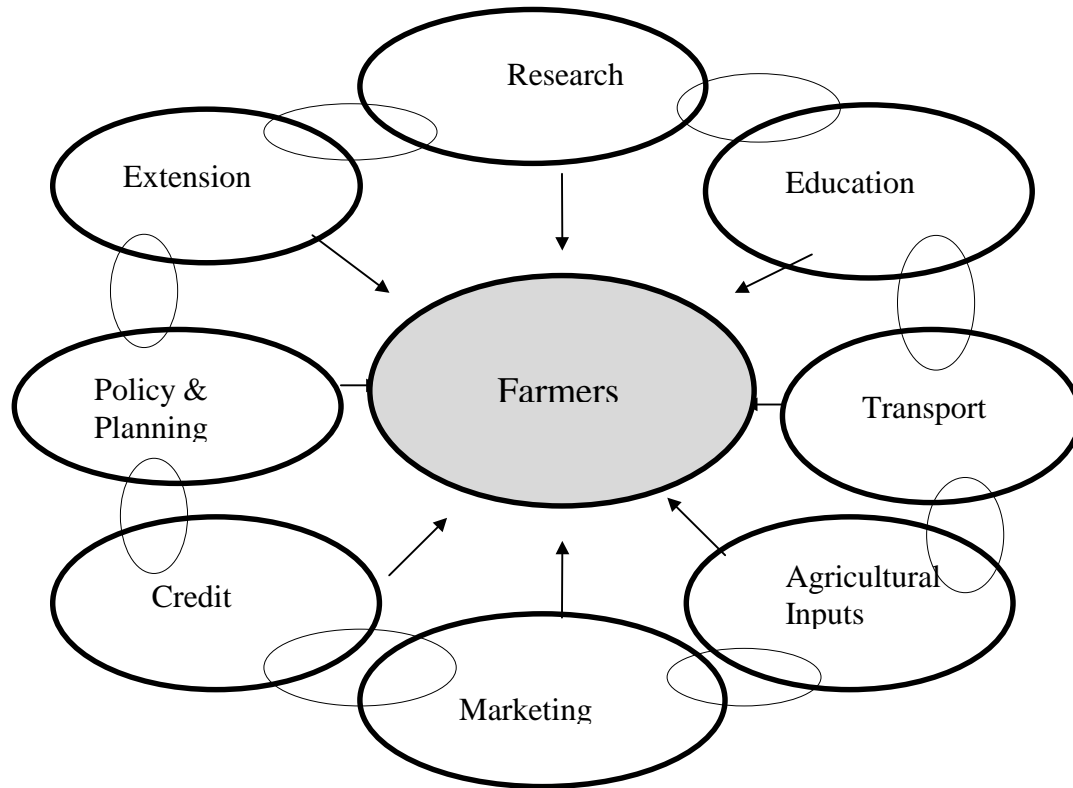 Research
Extension
Education
Policy &
Planning
Farmers
Transport
Credit
Agricultural
Inputs
Marketing